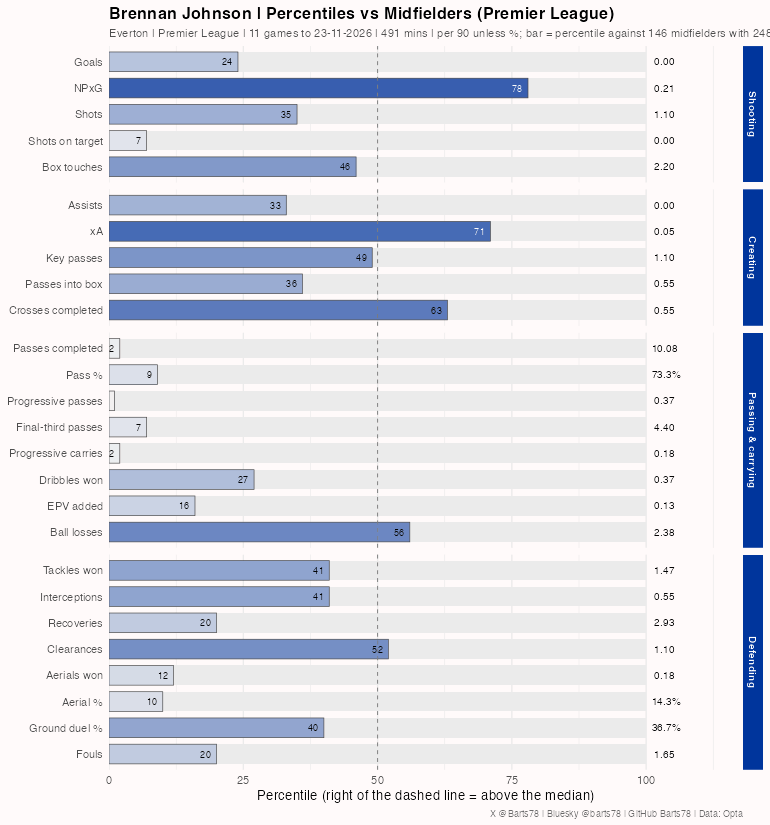 Brennan Johnson | Percentiles vs Midfielders (Premier League)
Everton | Premier League | 11 games to 23-11-2026 | 491 mins | per 90 unless %; bar = percentile against 146 midfielders with 248
Goals 24 0.00
NPxG 78 0.21
Shots 35 1.10
Shots on target 7 0.00
Box touches 46 2.20
Shooting
Assists 33 0.00
xA 71 0.05
Key passes 49 1.10
Passes into box 36 0.55
Crosses completed 63 0.55
Creating
Passes completed 2 10.08
Pass % 9 73.3%
Progressive passes 0.37
Final-third passes 7 4.40
Progressive carries 2 0.18
Dribbles won 27 0.37
EPV added 16 0.13
Ball losses 56 2.38
Passing & carrying
Tackles won 41 1.47
Interceptions 41 0.55
Recoveries 20 2.93
Clearances 52 1.10
Aerials won 12 0.18
Aerial % 10 14.3%
Ground duel % 40 36.7%
Fouls 20 1.65
Defending
0 25 50 75 100
Percentile (right of the dashed line = above the median)
X @Barts78 | Bluesky @barts78 | GitHub Barts78 | Data: Opta